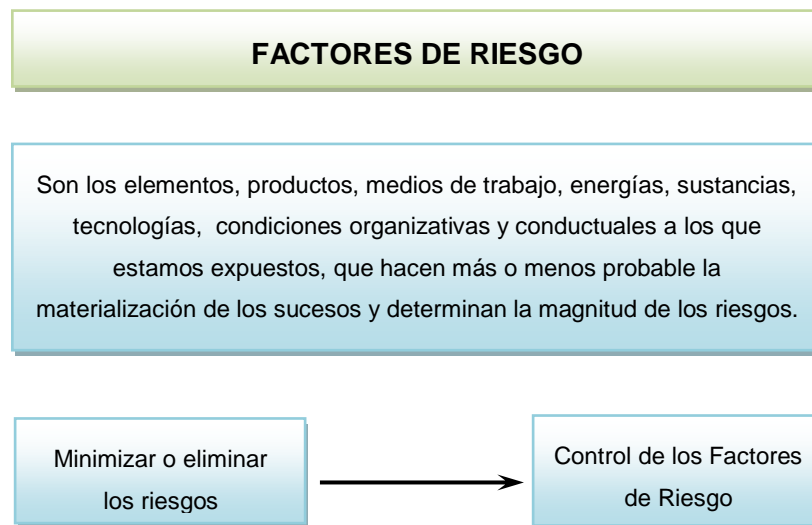 FACTORES DE RIESGO
Son los elementos, productos, medios de trabajo, energías, sustancias,
tecnologías, condiciones organizativas y conductuales a los que
estamos expuestos, que hacen más o menos probable la
materialización de los sucesos y determinan la magnitud de los riesgos.
Minimizar o eliminar
los riesgos
Control de los Factores
de Riesgo